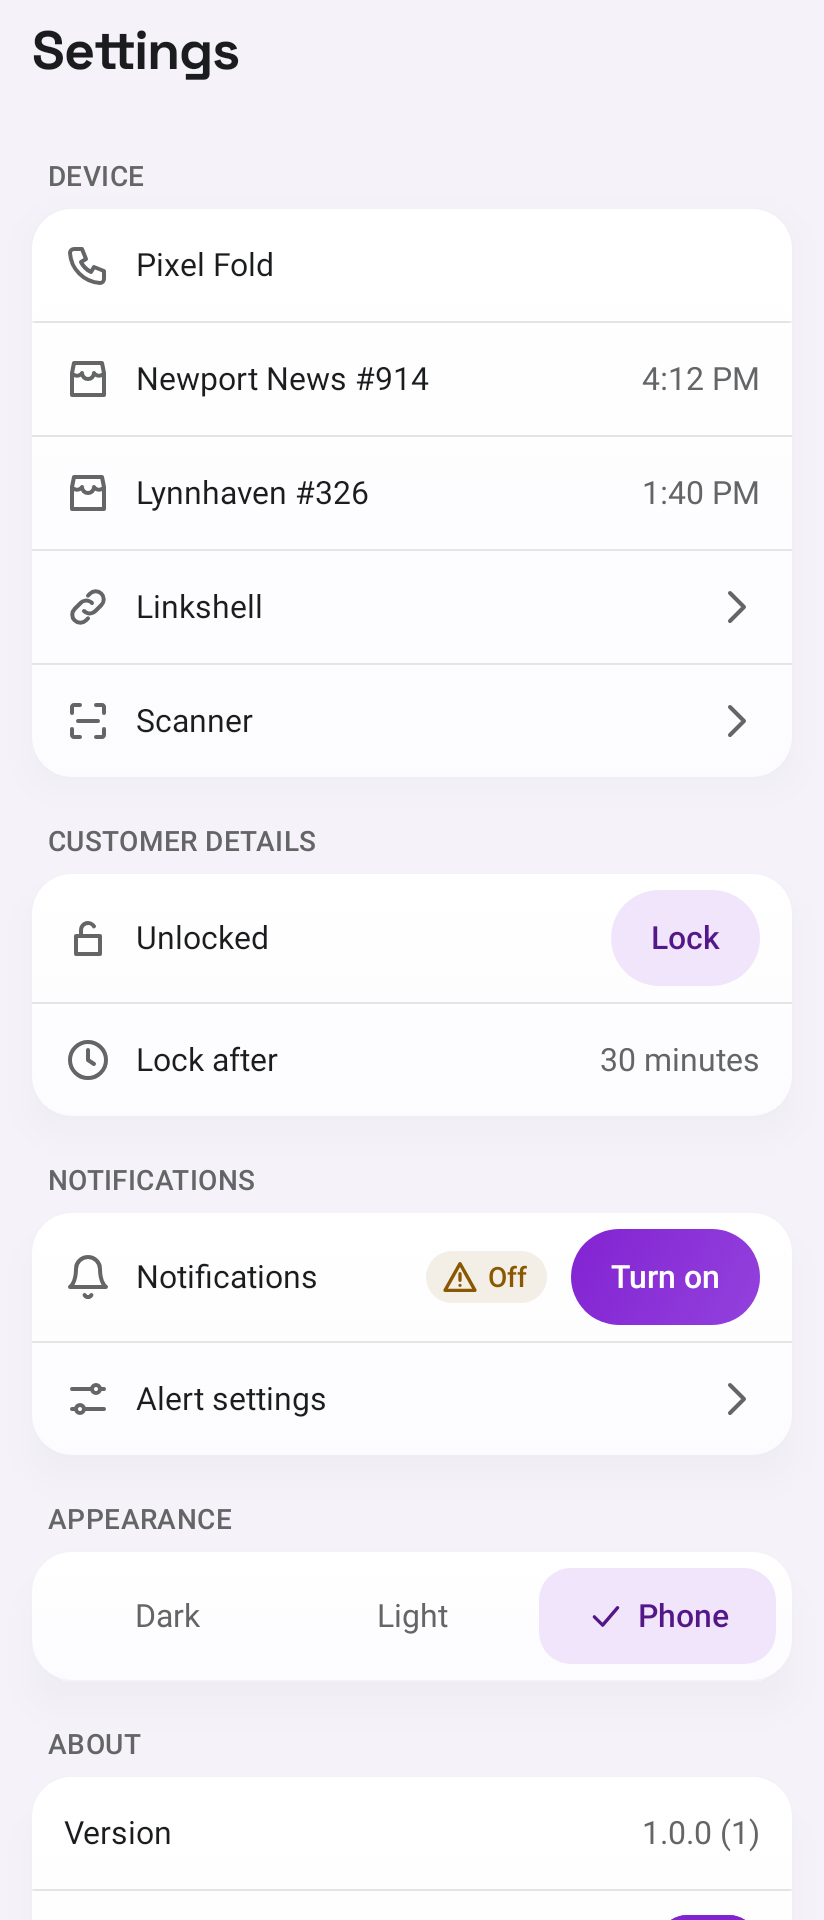 Settings
DEVICE
Pixel Fold
Newport News #914 4:12 PM
Lynnhaven #326 1:40 PM
Linkshell
Scanner
CUSTOMER DETAILS
Unlocked Lock
Lock after 30 minutes
NOTIFICATIONS
Notifications Off Turn on
Alert settings
APPEARANCE
Dark Light Phone
ABOUT
Version 1.0.0 (1)